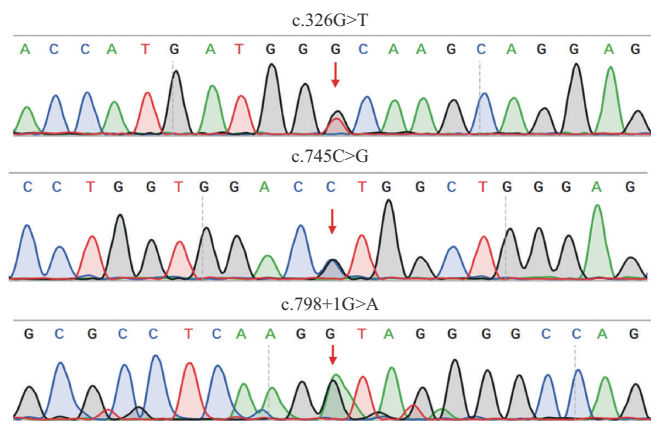 c.326G>T
A C C A T G A T G G G C A A G C A G G A G
c.745C>G
C C T G G T G G A C C T G G C T G G G A G
c.798+1G>A
G C G C C T C A A G G T A G G G G C C A G